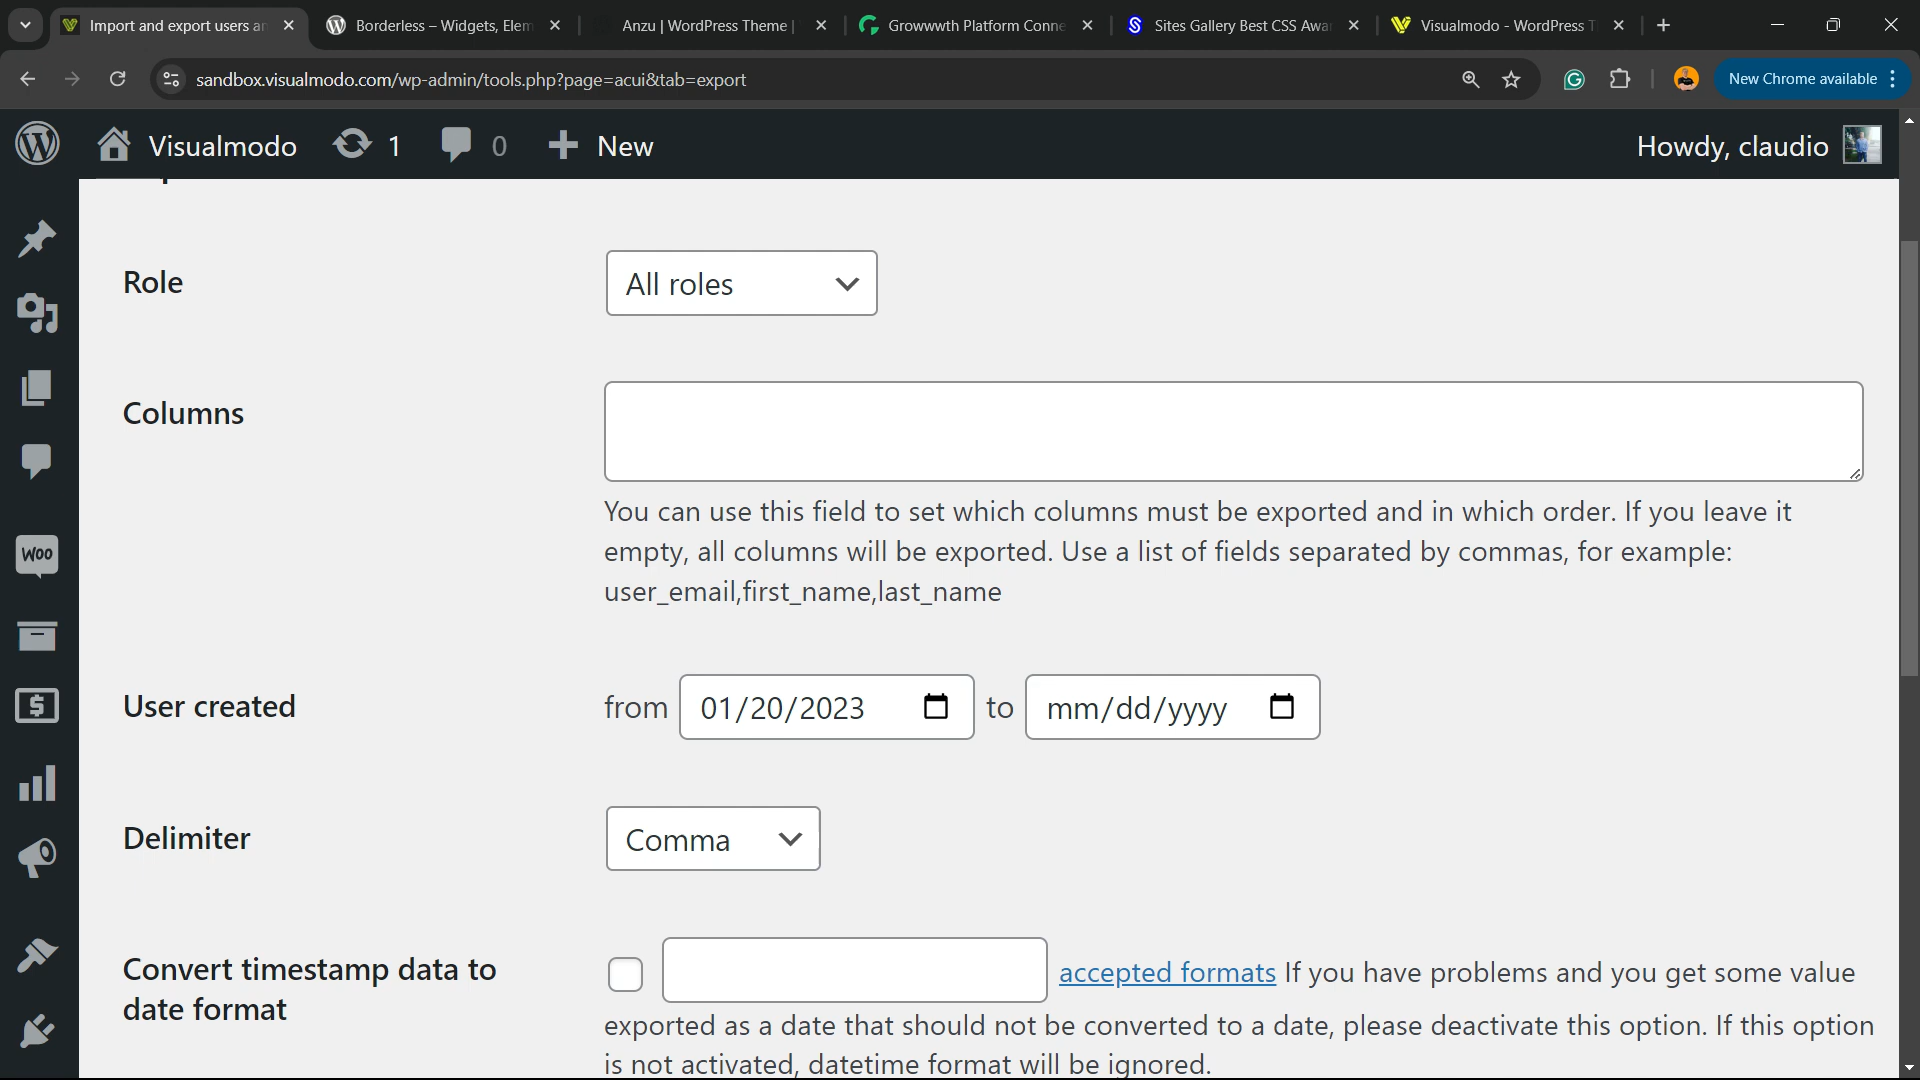 Import and export users an
Borderless – Widgets, Elem
Anzu | WordPress Theme |
Growwwth Platform Conne
Sites Gallery Best CSS Awa
Visualmodo - WordPress T
sandbox.visualmodo.com/wp-admin/tools.php?page=acui&tab=export
New Chrome available
Visualmodo
1
0
New
Howdy, claudio
Role
All roles
Columns
You can use this field to set which columns must be exported and in which order. If you leave it
empty, all columns will be exported. Use a list of fields separated by commas, for example:
user_email,first_name,last_name
Woo
User created
from 01/20/2023 to mm/dd/yyyy
Delimiter
Comma
Convert timestamp data to
date format
accepted formats If you have problems and you get some value
exported as a date that should not be converted to a date, please deactivate this option. If this option
is not activated, datetime format will be ignored.